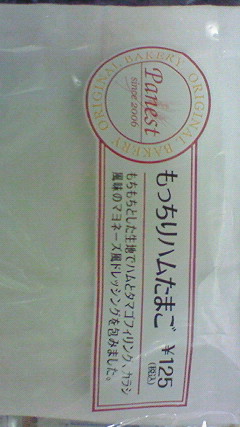 ORIGINAL BAKERY
ORIGINAL BAKERY
Panest
since 2006
もっちりハムたまご ¥125
(税込)
もちもちとした生地でハムとタマゴフィリング、カラシ
風味のマヨネーズ風ドレッシングを包みました。